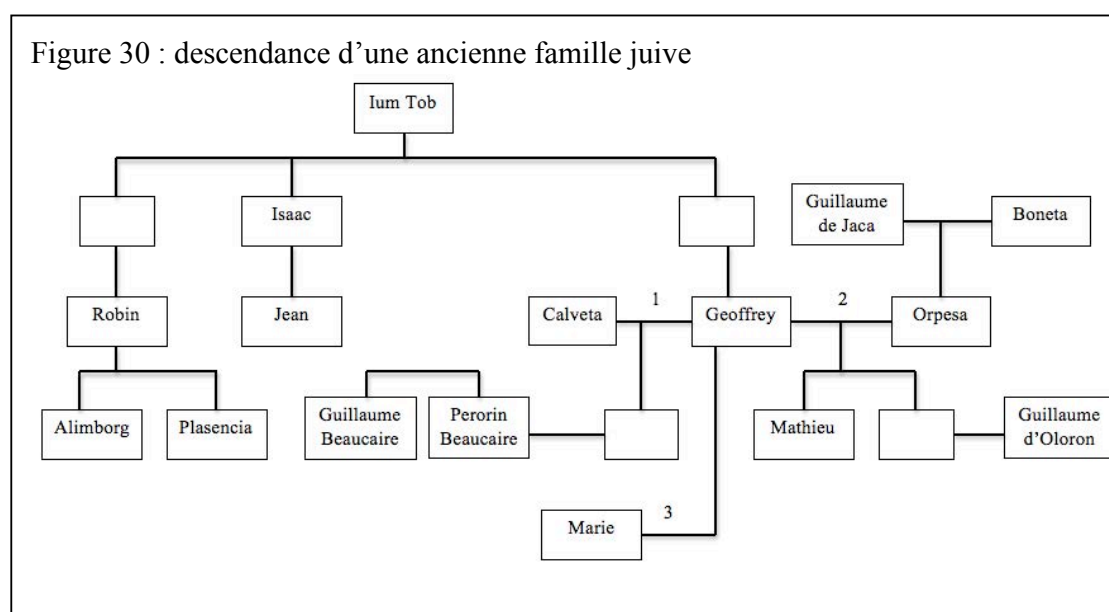 Figure 30 : descendance d’une ancienne famille juive
Ium Tob
Isaac
Guillaume
de Jaca
Boneta
Robin
Jean
Calveta
1
Geoffrey
2
Orpesa
Alimborg
Plasencia
Guillaume
Beaucaire
Perorin
Beaucaire
Mathieu
Guillaume
d’Oloron
Marie
3